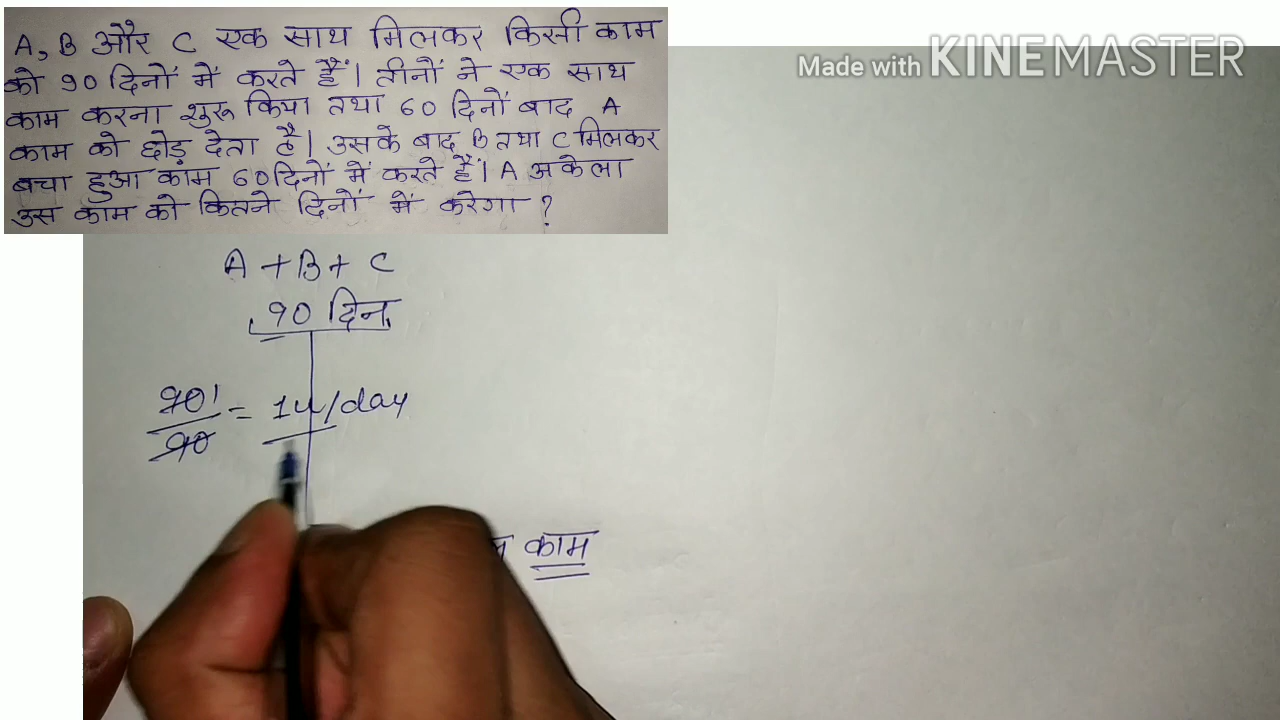 A, B और C एक साथ मिलकर किसी काम
को 90 दिनों में करते हैं। तीनों ने एक साथ
काम करना शुरू किया तथा 60 दिनों बाद A
काम को छोड़ देता है। उसके बाद B तथा C मिलकर
बचा हुआ काम 60 दिनों में करते हैं। A अकेला
उस काम को कितने दिनों में करेगा ?
Made with KINEMASTER
A + B + C
90 दिन
90 1
90 = 1u/day
काम